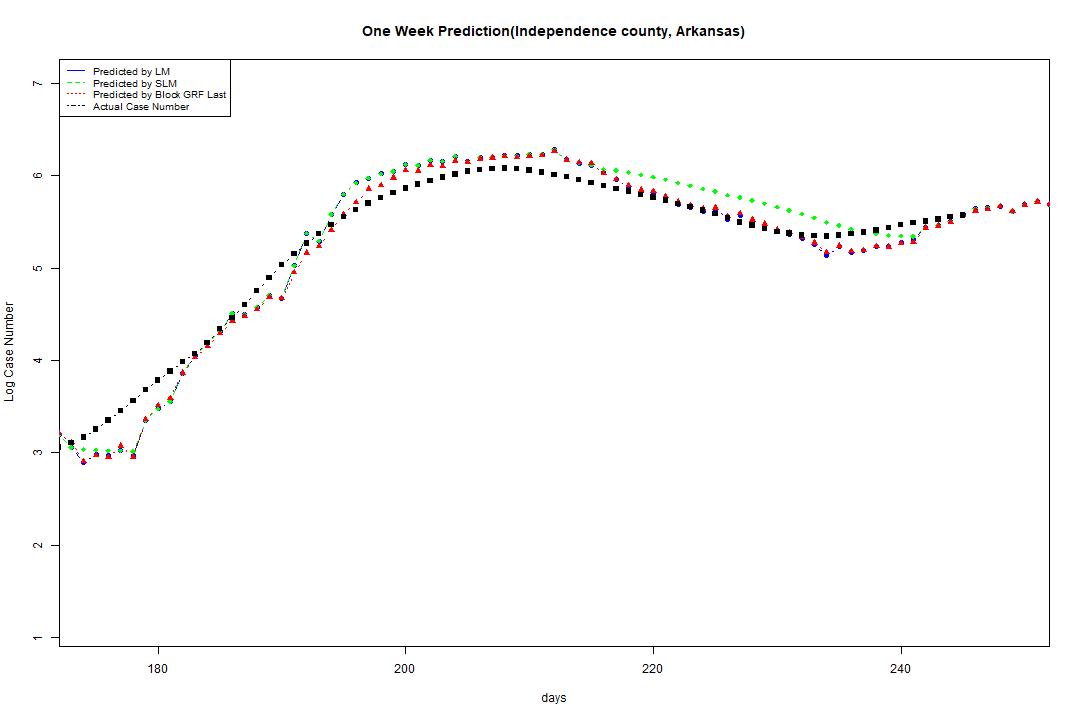 One Week Prediction(Independence county, Arkansas)
Predicted by LM
Predicted by SLM
Predicted by Block GRF Last
Actual Case Number
7
6
5
4
3
2
1
Log Case Number
180
200
220
240
days